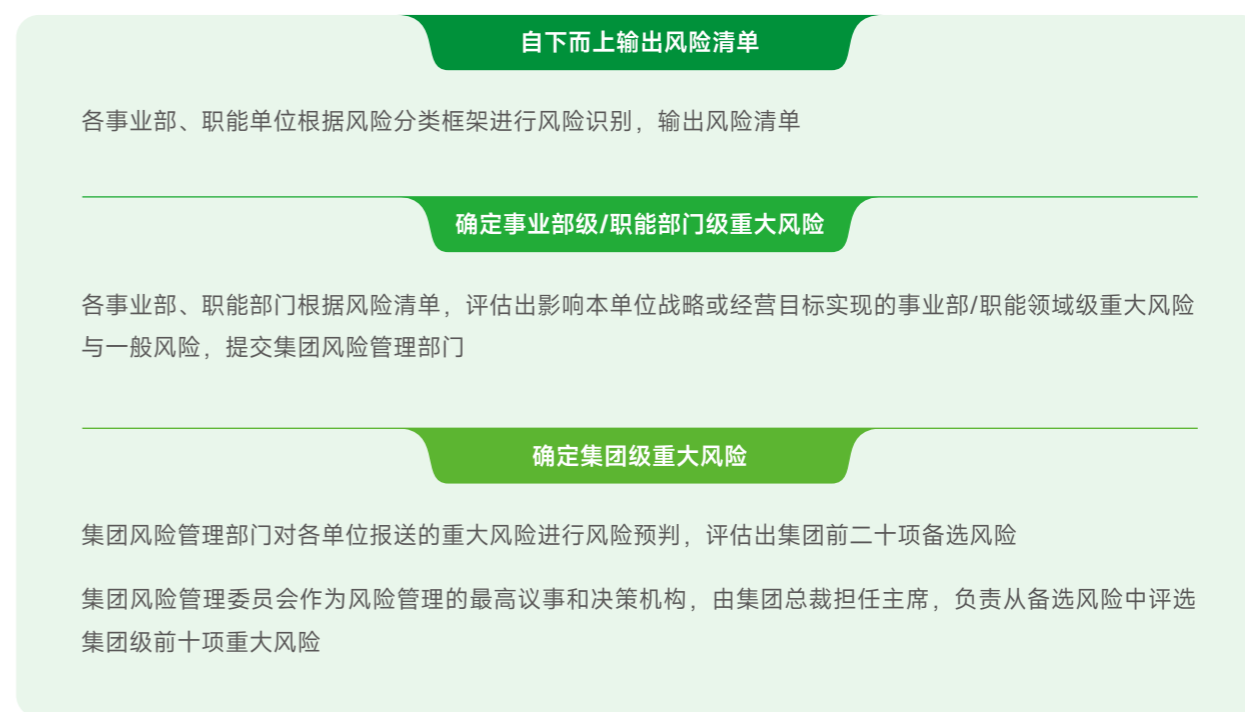 自下而上输出风险清单
各事业部、职能单位根据风险分类框架进行风险识别，输出风险清单
确定事业部级/职能部门级重大风险
各事业部、职能部门根据风险清单，评估出影响本单位战略或经营目标实现的事业部/职能领域级重大风险
与一般风险，提交集团风险管理部门
确定集团级重大风险
集团风险管理部门对各单位报送的重大风险进行风险预判，评估出集团前二十项备选风险
集团风险管理委员会作为风险管理的最高议事和决策机构，由集团总裁担任主席，负责从备选风险中评选
集团级前十项重大风险